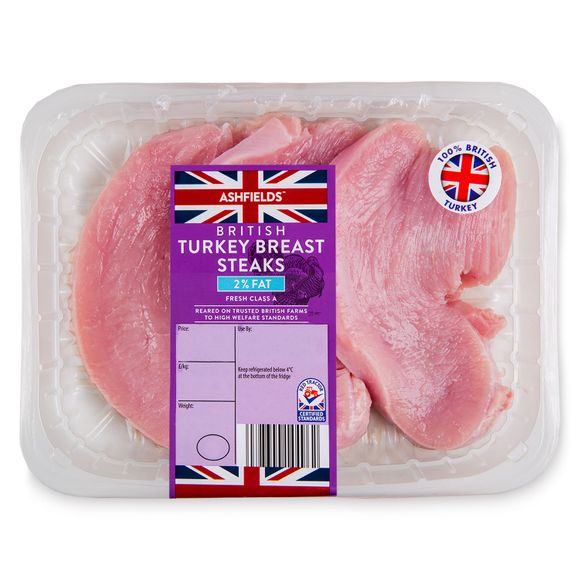 100% BRITISH
TURKEY
ASHFIELDS™
BRITISH
TURKEY BREAST
STEAKS
2% FAT
FRESH CLASS A
REARED ON TRUSTED BRITISH FARMS
TO HIGH WELFARE STANDARDS
Price:
Use By:
£/kg:
Keep refrigerated below 4°C
at the bottom of the fridge
Weight:
RED TRACTOR
CERTIFIED
STANDARDS